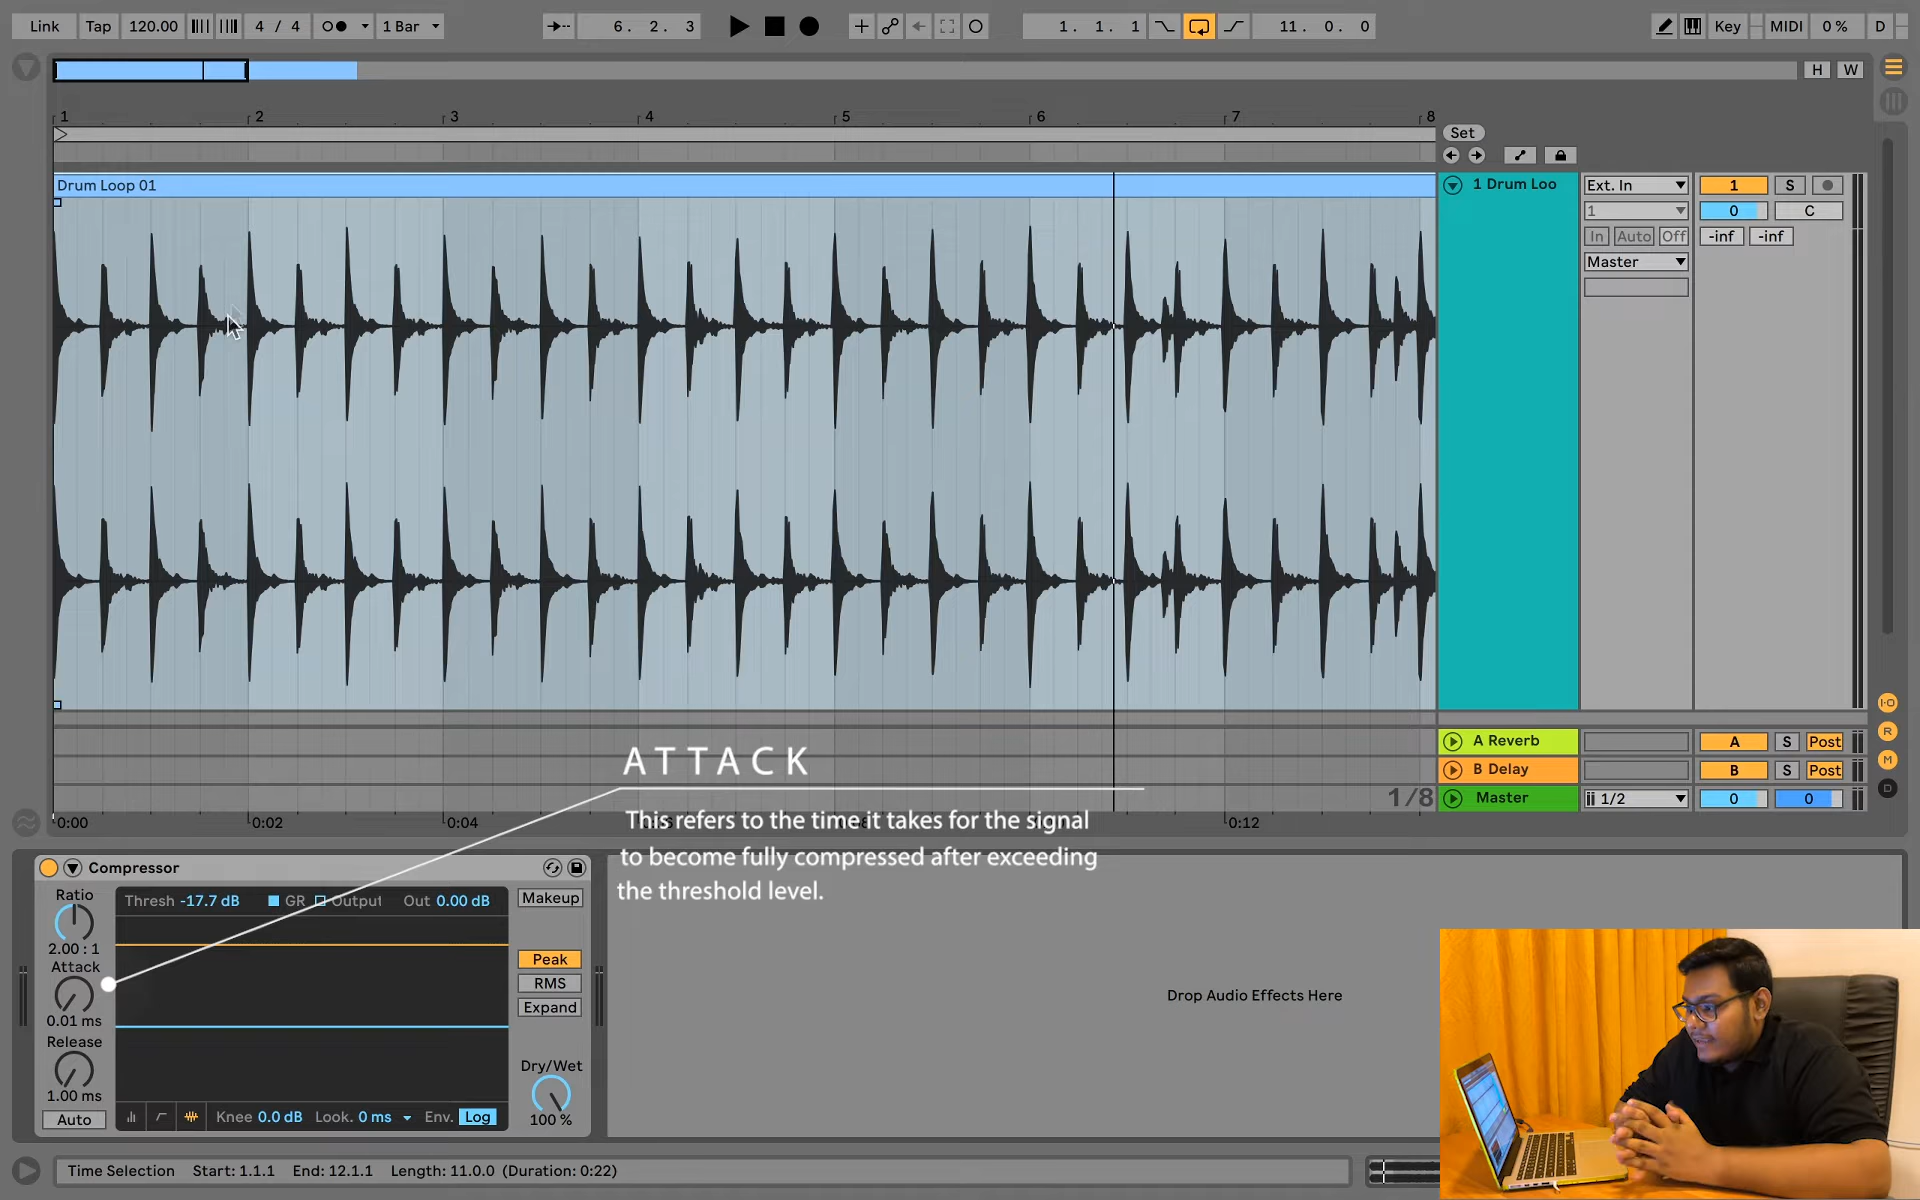 Link Tap 120.00 4 / 4 1 Bar 6. 2. 3 1. 1. 1 11. 0. 0 Key MIDI 0 % D
H W
1 2 3 4 5 6 7 8
Set
Drum Loop 01
1 Drum Loo Ext. In 1 S
1 0 C
In Auto Off -inf -inf
Master
A Reverb A S Post
B Delay B S Post
1/8 Master 1/2 0 0
I·O
R
M
D
0:00 0:02 0:04 0:12
ATTACK
This refers to the time it takes for the signal
to become fully compressed after exceeding
the threshold level.
Compressor
Ratio
2.00 : 1
Attack
0.01 ms
Release
1.00 ms
Auto
Thresh -17.7 dB GR Output Out 0.00 dB
Knee 0.0 dB Look. 0 ms Env. Log
Makeup
Peak
RMS
Expand
Dry/Wet
100 %
Drop Audio Effects Here
Time Selection Start: 1.1.1 End: 12.1.1 Length: 11.0.0 (Duration: 0:22)